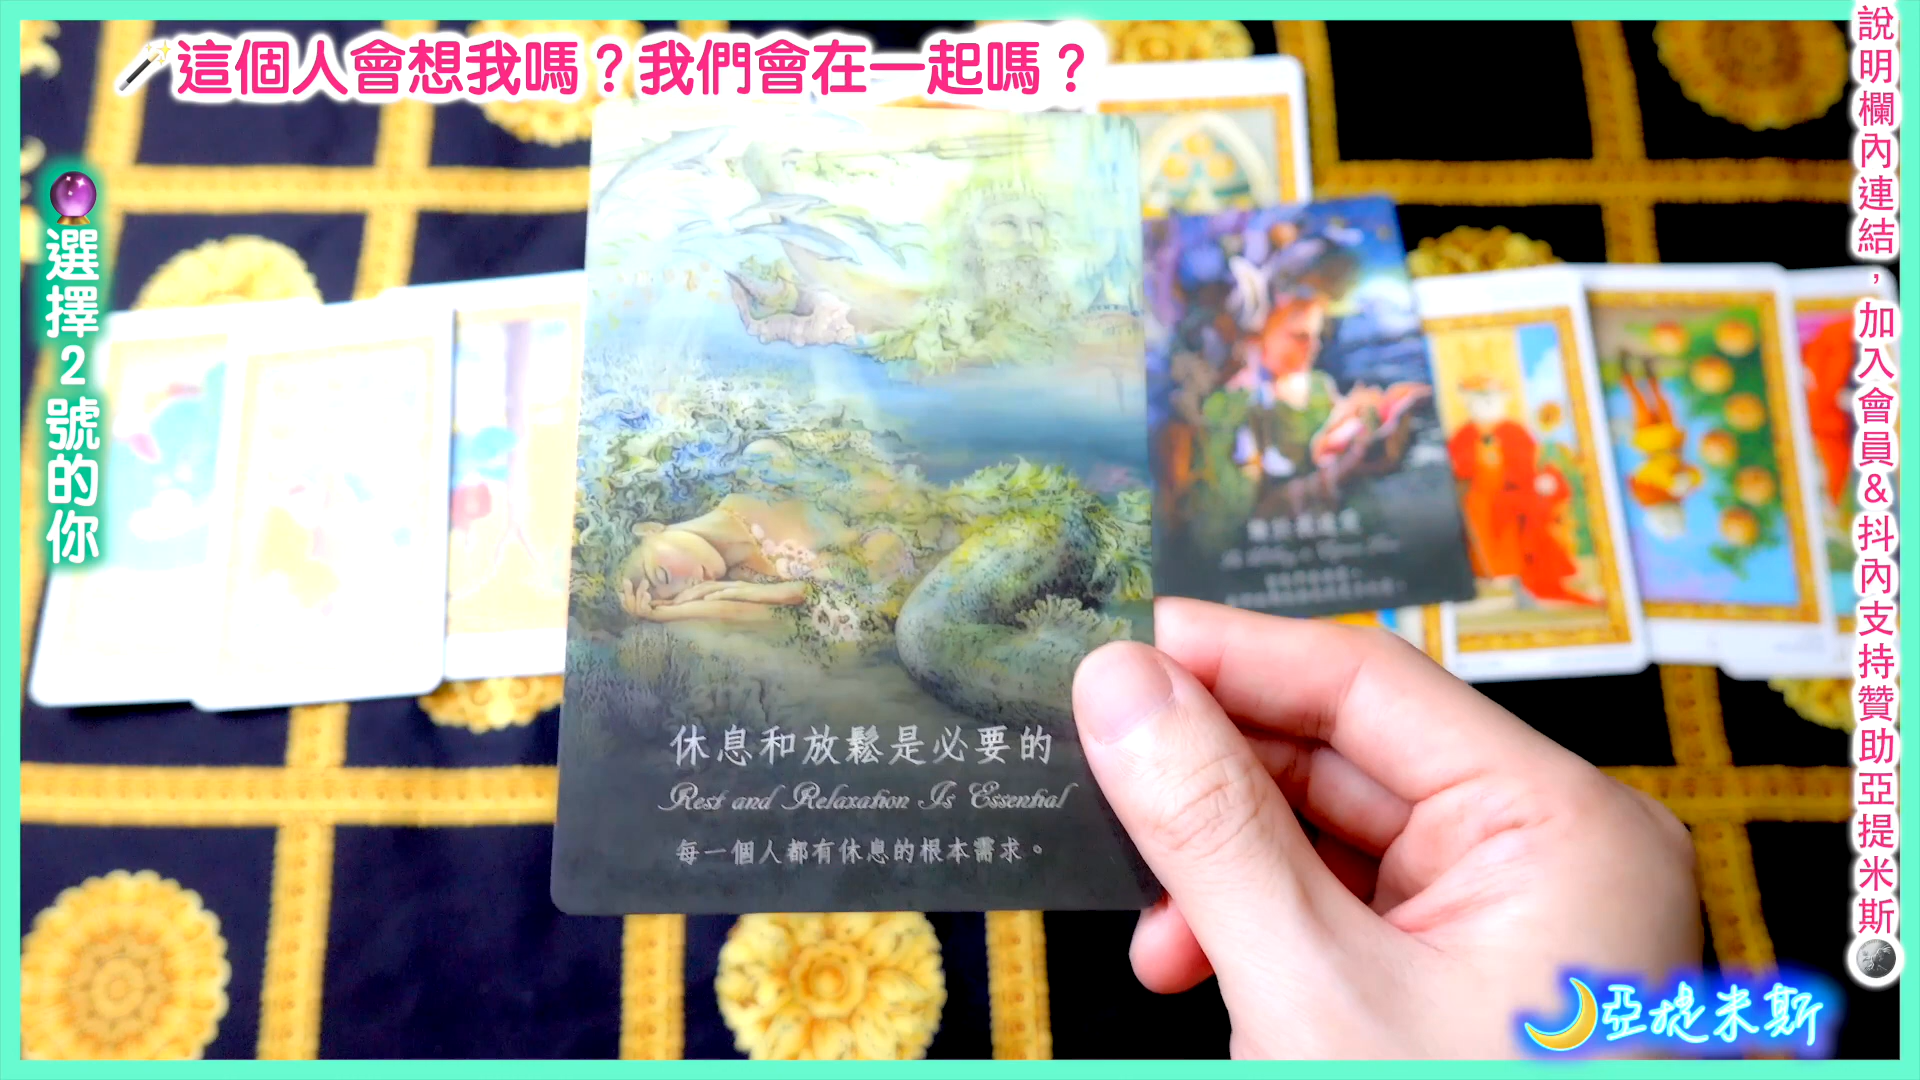 這個人會想我嗎？我們會在一起嗎？
選擇2號的你
說明欄內連結，加入會員&抖內支持贊助亞提米斯
休息和放鬆是必要的
Rest and Relaxation Is Essential
每一個人都有休息的根本需求。
亞提米斯